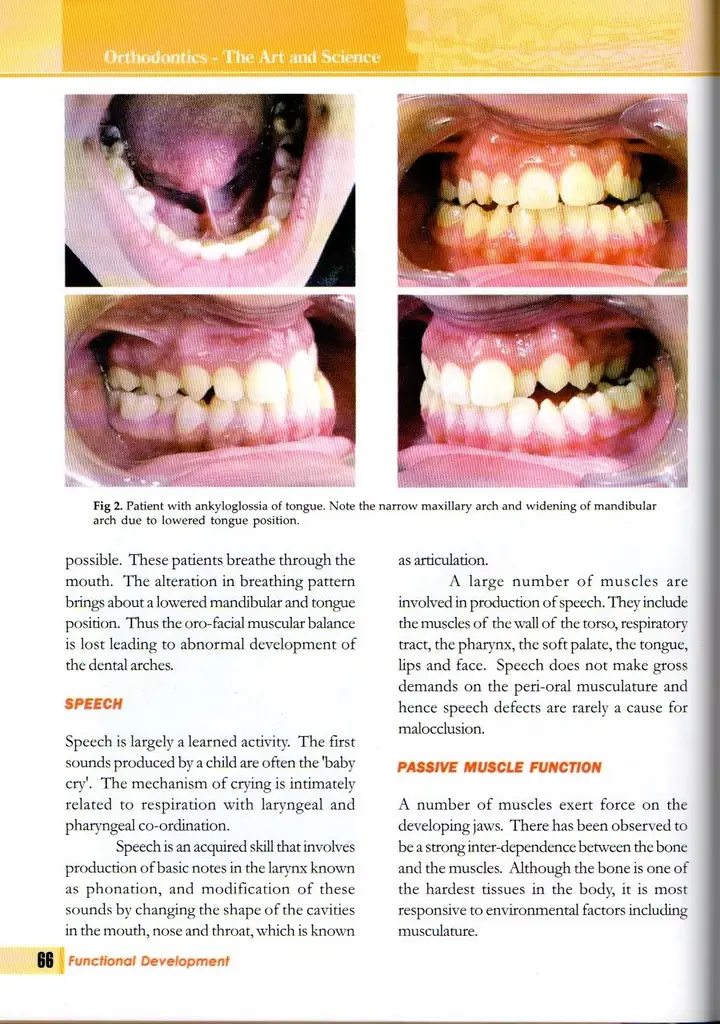 Orthodontics - The Art and Science
Fig 2. Patient with ankyloglossia of tongue. Note the narrow maxillary arch and widening of mandibular
arch due to lowered tongue position.
possible. These patients breathe through the
mouth. The alteration in breathing pattern
brings about a lowered mandibular and tongue
position. Thus the oro-facial muscular balance
is lost leading to abnormal development of
the dental arches.
SPEECH
Speech is largely a learned activity. The first
sounds produced by a child are often the 'baby
cry'. The mechanism of crying is intimately
related to respiration with laryngeal and
pharyngeal co-ordination.
Speech is an acquired skill that involves
production of basic notes in the larynx known
as phonation, and modification of these
sounds by changing the shape of the cavities
in the mouth, nose and throat, which is known
as articulation.
A large number of muscles are
involved in production of speech. They include
the muscles of the wall of the torso, respiratory
tract, the pharynx, the soft palate, the tongue,
lips and face. Speech does not make gross
demands on the peri-oral musculature and
hence speech defects are rarely a cause for
malocclusion.
PASSIVE MUSCLE FUNCTION
A number of muscles exert force on the
developing jaws. There has been observed to
be a strong inter-dependence between the bone
and the muscles. Although the bone is one of
the hardest tissues in the body, it is most
responsive to environmental factors including
musculature.
66 Functional Development